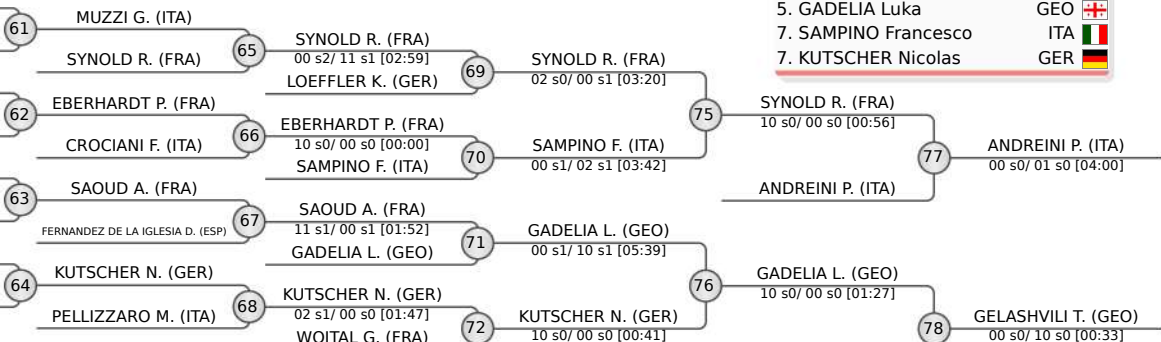 MUZZI G. (ITA)
61
SYNOLD R. (FRA)
65
SYNOLD R. (FRA)
00 s2/ 11 s1 [02:59]
LOEFFLER K. (GER)
69
EBERHARDT P. (FRA)
62
CROCIANI F. (ITA)
66
EBERHARDT P. (FRA)
10 s0/ 00 s0 [00:00]
SAMPINO F. (ITA)
70
SAOUD A. (FRA)
63
FERNANDEZ DE LA IGLESIA D. (ESP)
67
SAOUD A. (FRA)
11 s1/ 00 s1 [01:52]
GADELIA L. (GEO)
71
KUTSCHER N. (GER)
64
PELLIZZARO M. (ITA)
68
KUTSCHER N. (GER)
02 s1/ 00 s0 [01:47]
WOITAL G. (FRA)
72
SYNOLD R. (FRA)
02 s0/ 00 s1 [03:20]
75
SAMPINO F. (ITA)
00 s1/ 02 s1 [03:42]
GADELIA L. (GEO)
00 s1/ 10 s1 [05:39]
76
KUTSCHER N. (GER)
10 s0/ 00 s0 [00:41]
SYNOLD R. (FRA)
10 s0/ 00 s0 [00:56]
77
ANDREINI P. (ITA)
GADELIA L. (GEO)
10 s0/ 00 s0 [01:27]
78
ANDREINI P. (ITA)
00 s0/ 01 s0 [04:00]
GELASHVILI T. (GEO)
00 s0/ 10 s0 [00:33]
5. GADELIA Luka GEO
7. SAMPINO Francesco ITA
7. KUTSCHER Nicolas GER